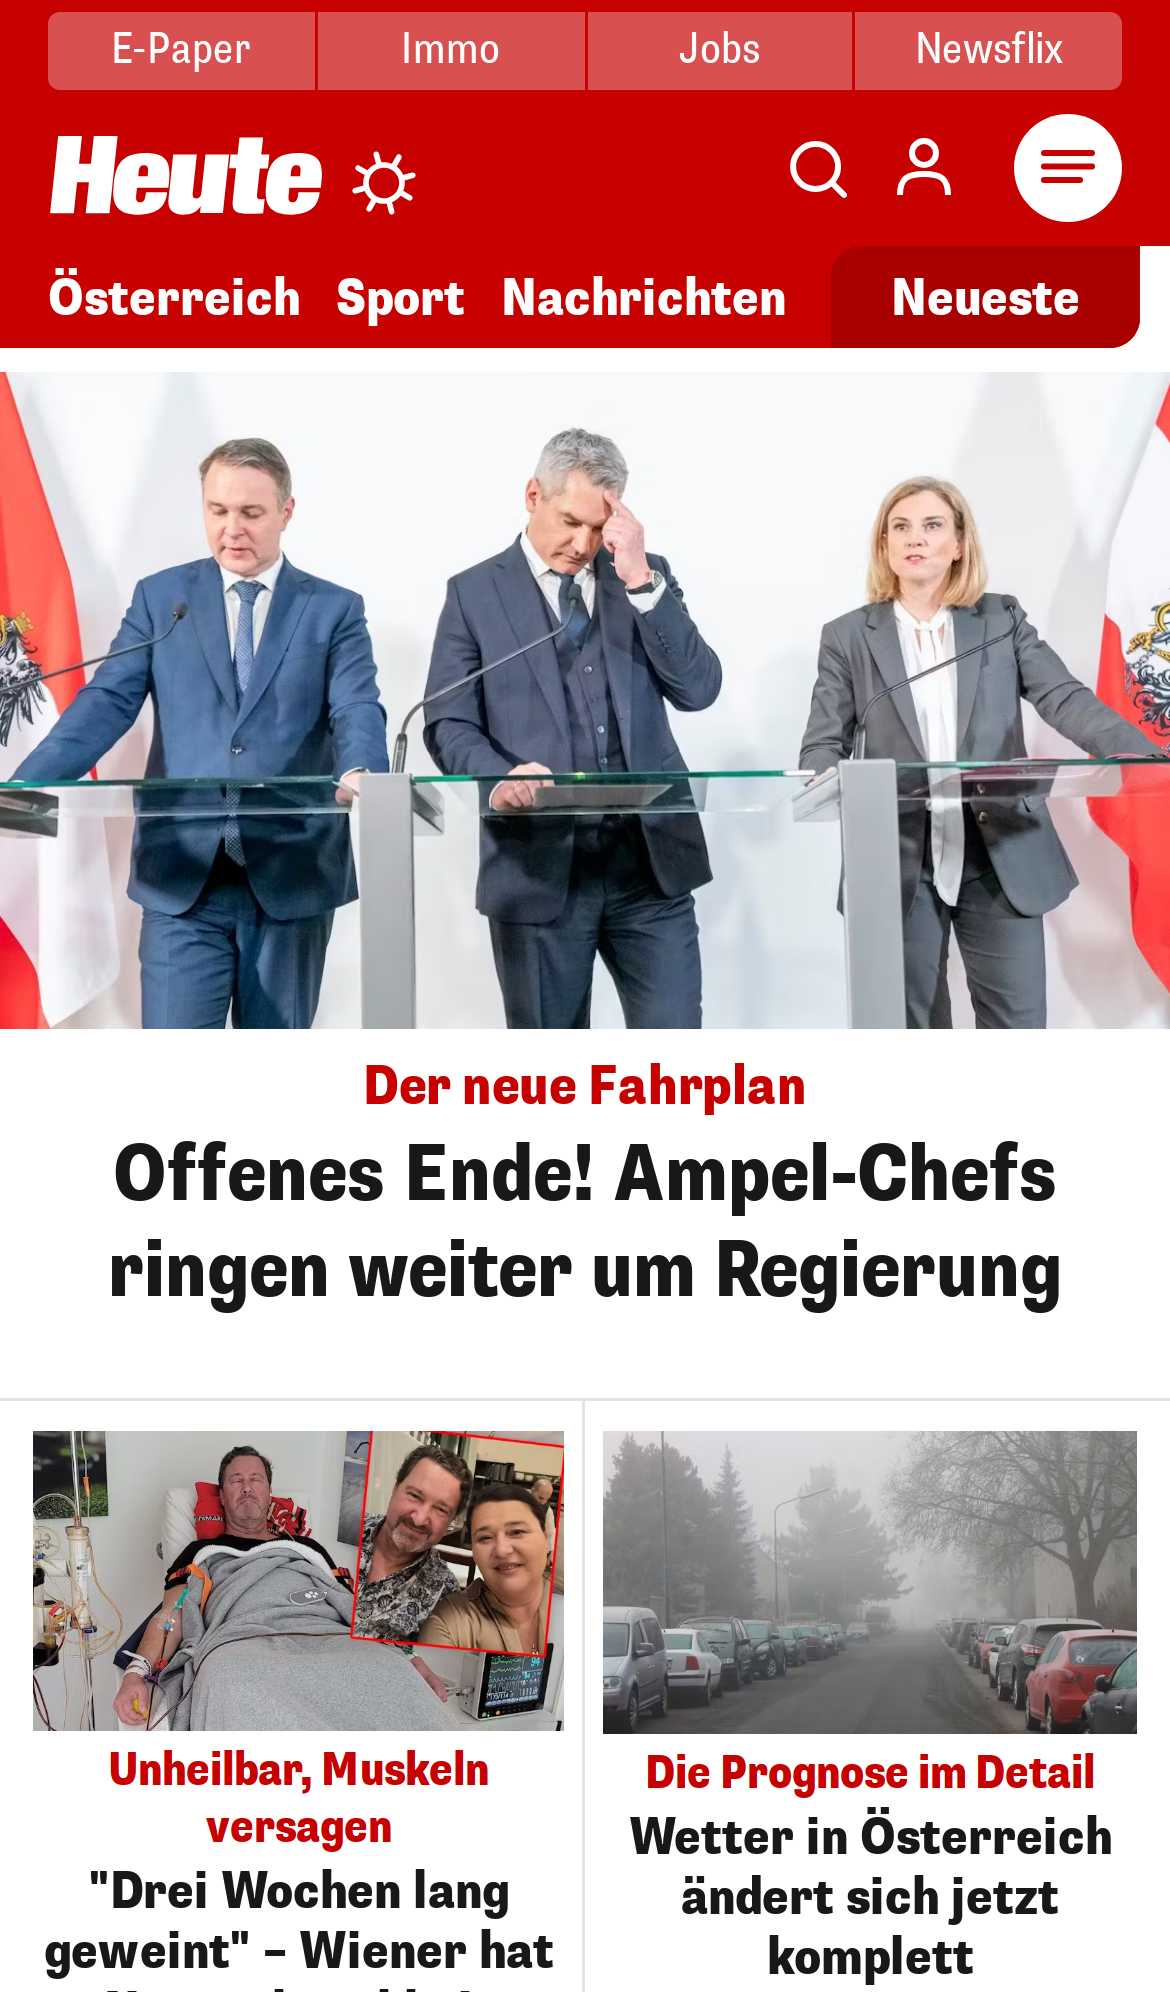 E-Paper
Immo
Jobs
Newsflix
Heute
Österreich
Sport
Nachrichten
Neueste
Der neue Fahrplan
Offenes Ende! Ampel-Chefs
ringen weiter um Regierung
Unheilbar, Muskeln
versagen
"Drei Wochen lang
geweint" – Wiener hat
Die Prognose im Detail
Wetter in Österreich
ändert sich jetzt
komplett